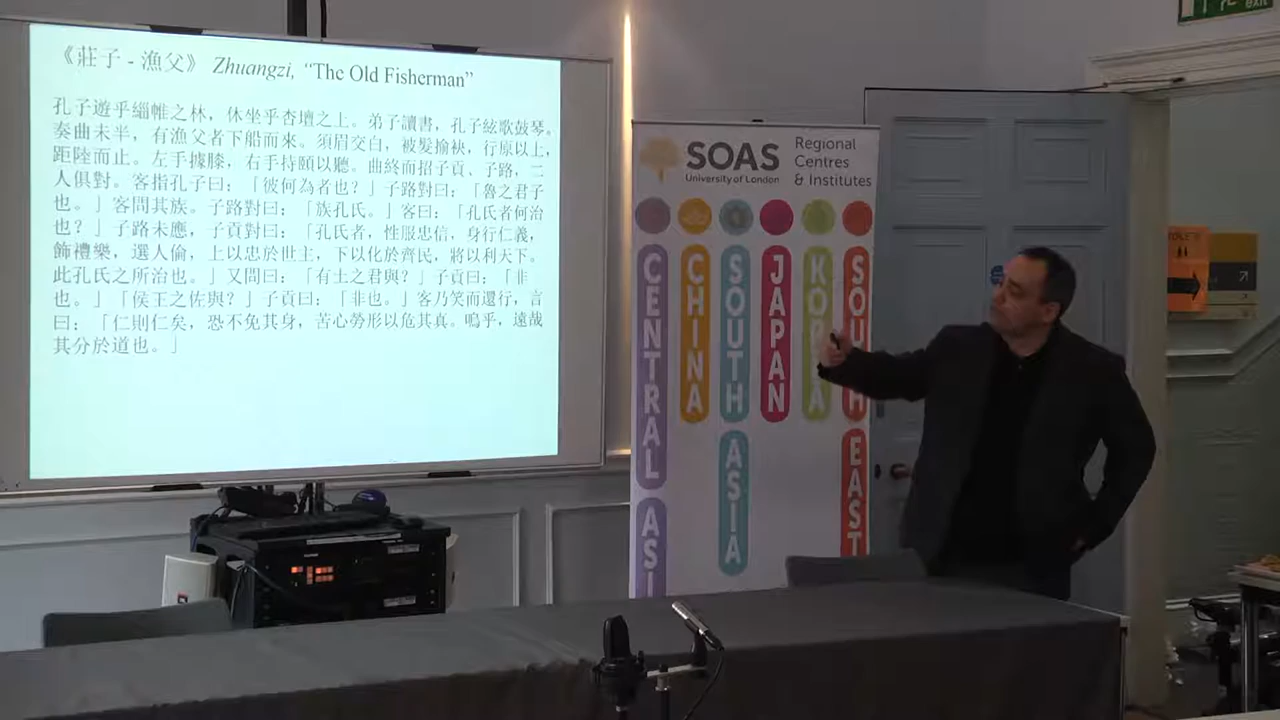 《莊子 - 漁父》 Zhuangzi, “The Old Fisherman”
孔子遊乎緇帷之林，休坐乎杏壇之上。弟子讀書，孔子絃歌鼓琴。
奏曲未半，有漁父者下船而來。須眉交白，被髮揄袂，行原以上，
距陸而止。左手據膝，右手持頤以聽。曲終而招子貢、子路，二
人俱對。客指孔子曰：「彼何為者也？」子路對曰：「魯之君子
也。」客問其族。子路對曰：「族孔氏。」客曰：「孔氏者何治
也？」子路未應，子貢對曰：「孔氏者，性服忠信，身行仁義，
飾禮樂，選人倫，上以忠於世主，下以化於齊民，將以利天下。
此孔氏之所治也。」又問曰：「有土之君與？」子貢曰：「非
也。」「侯王之佐與？」子貢曰：「非也。」客乃笑而還行，言
曰：「仁則仁矣，恐不免其身，苦心勞形以危其真。嗚乎，遠哉
其分於道也。」
SOAS
University of London
Regional
Centres
& Institutes
CENTRAL ASI
CHINA
SOUTH ASIA
JAPAN
KOREA
SOU
EAST
exit